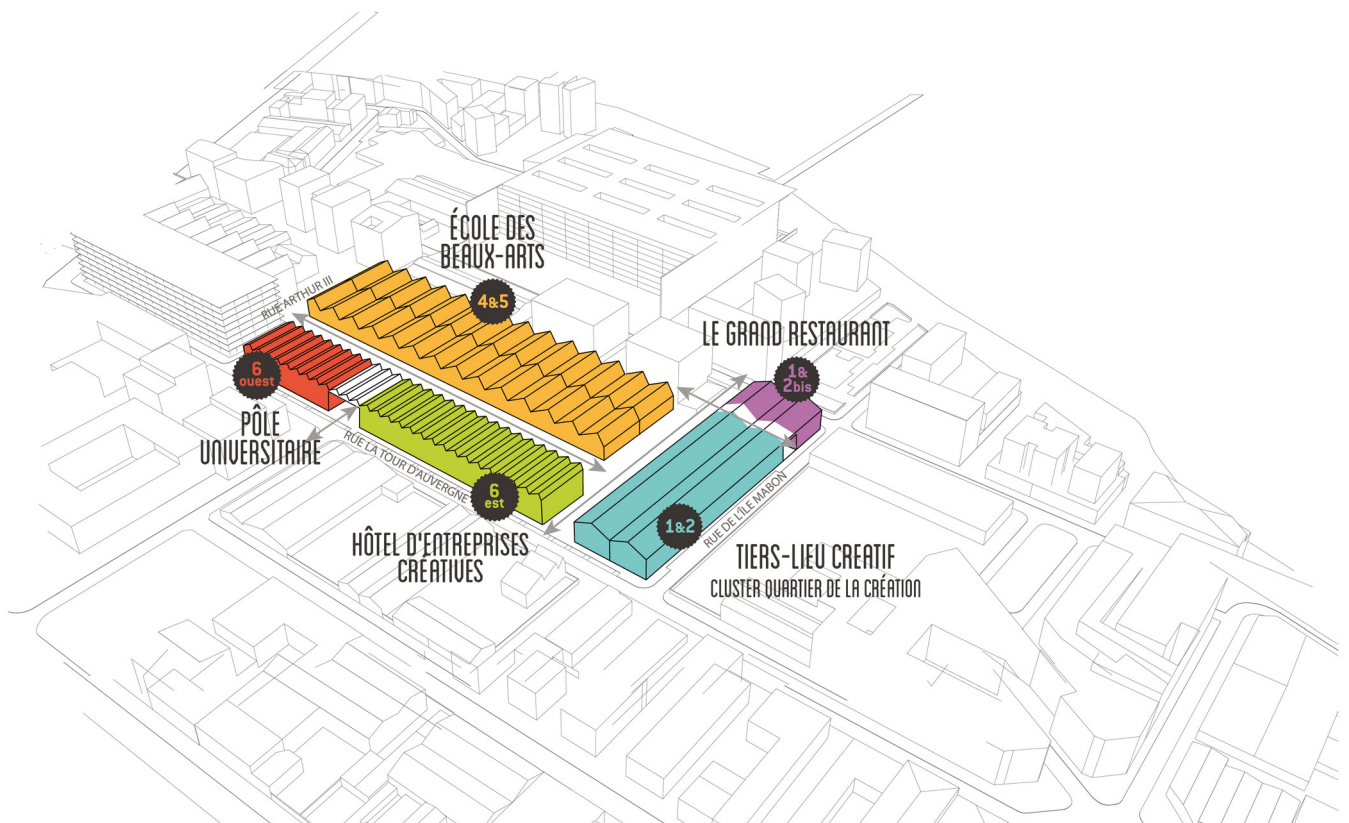 ÉCOLE DES
BEAUX-ARTS
4&5
RUE ARTHUR III
LE GRAND RESTAURANT
1&
2bis
6
ouest
PÔLE
UNIVERSITAIRE
RUE LA TOUR D'AUVERGNE
6
est
HÔTEL D'ENTREPRISES
CREATIVES
1&2
RUE DE L'ÎLE MABON
TIERS-LIEU CREATIF
CLUSTER QUARTIER DE LA CRÉATION